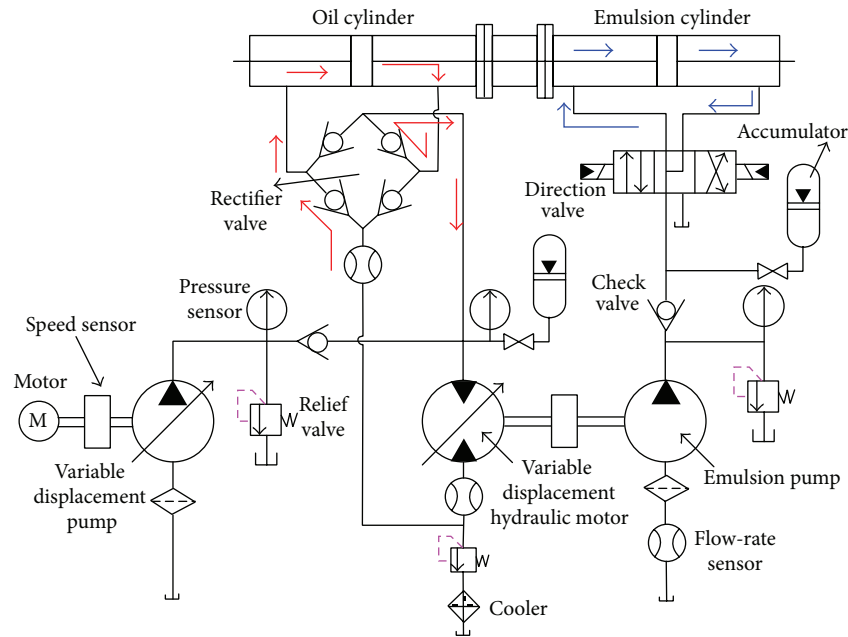 Oil cylinder
Emulsion cylinder
Accumulator
Rectifier
valve
Direction
valve
Pressure
sensor
Check
valve
Speed sensor
Motor
M
Relief
valve
Variable
displacement
pump
Variable
displacement
hydraulic motor
Emulsion pump
Flow-rate
sensor
Cooler